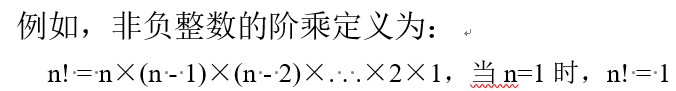 例如，非负整数的阶乘定义为：
n! = n×(n - 1)×(n - 2)×...×2×1，当 n=1 时，n! = 1